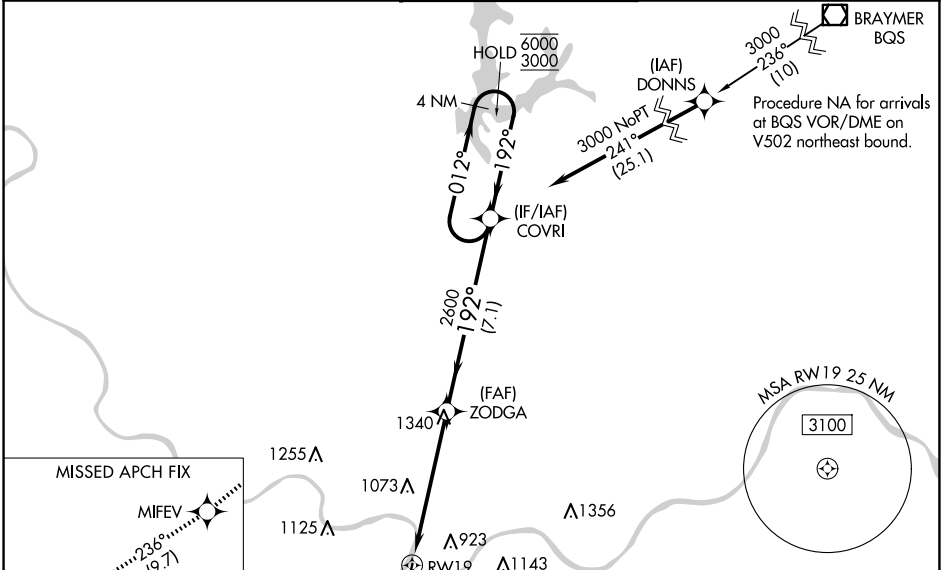 BRAYMER
BQS
3000
236°
(10)
HOLD 6000
3000
(IAF)
DONNS
4 NM
3000 NoPT
241°
(25.1)
Procedure NA for arrivals
at BQS VOR/DME on
V502 northeast bound.
012°
192°
(IF/IAF)
COVRI
2600
192°
(7.1)
(FAF)
ZODGA
1340
MSA RW19 25 NM
3100
1255
1073
1356
1125
923
1143
RW19
MISSED APCH FIX
MIFEV
236°